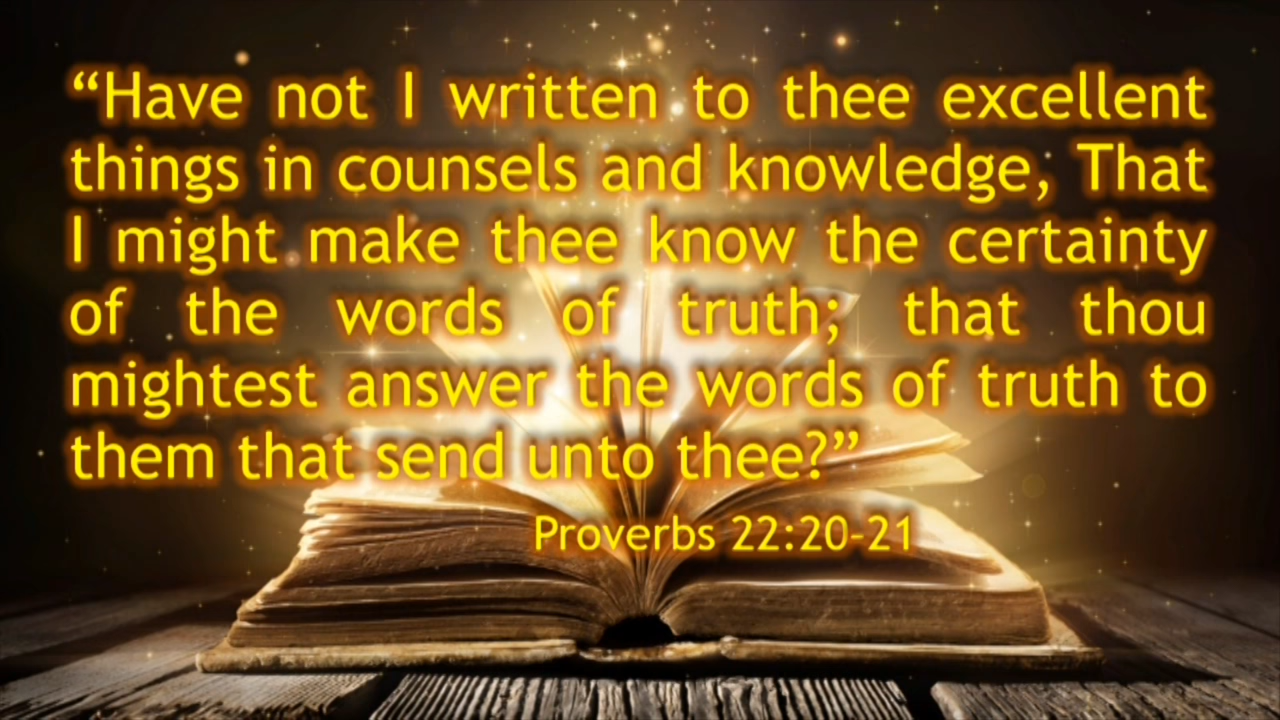 “Have not I written to thee excellent
things in counsels and knowledge, That
I might make thee know the certainty
of the words of truth; that thou
mightest answer the words of truth to
them that send unto thee?”
Proverbs 22:20-21